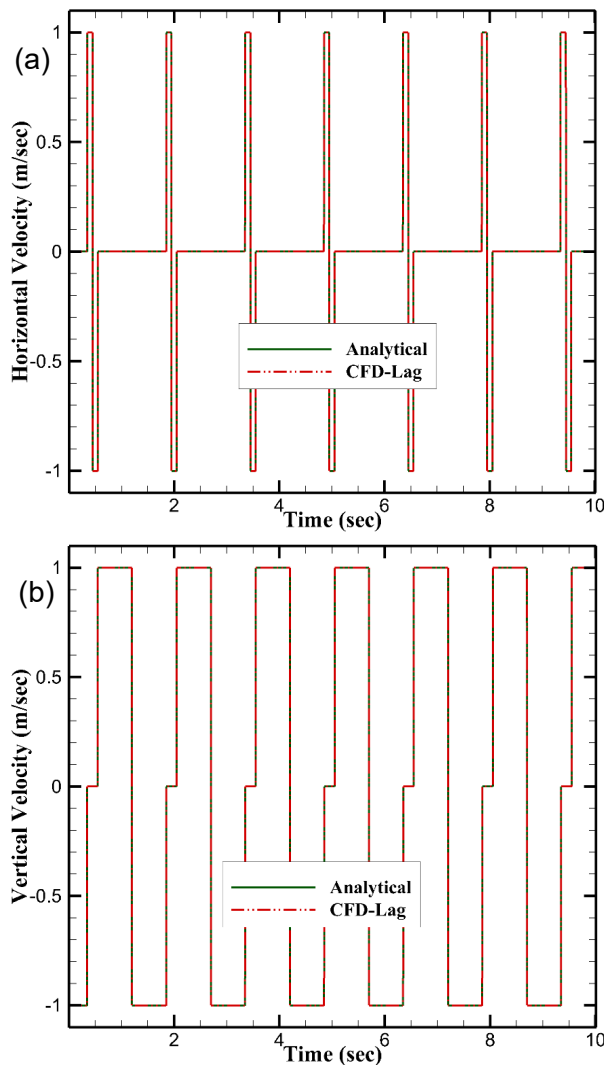 (a)
Horizontal Velocity (m/sec)
1
0.5
0
-0.5
-1
Analytical
CFD-Lag
2
4
6
8
10
Time (sec)
(b)
Vertical Velocity (m/sec)
1
0.5
0
-0.5
-1
Analytical
CFD-Lag
2
4
6
8
10
Time (sec)